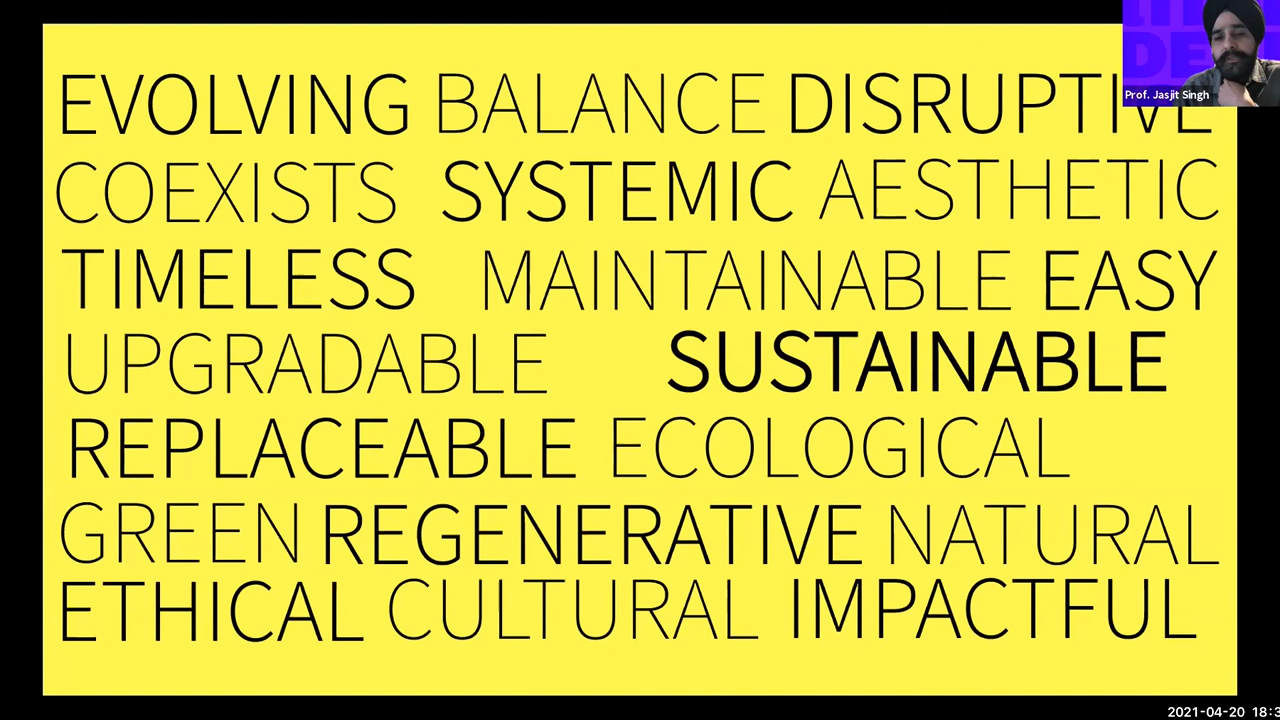 EVOLVING BALANCE DISRUPTIVE
COEXISTS SYSTEMIC AESTHETIC
TIMELESS MAINTAINABLE EASY
UPGRADABLE SUSTAINABLE
REPLACEABLE ECOLOGICAL
GREEN REGENERATIVE NATURAL
ETHICAL CULTURAL IMPACTFUL
Prof. Jasjit Singh
2021-04-20 18:3